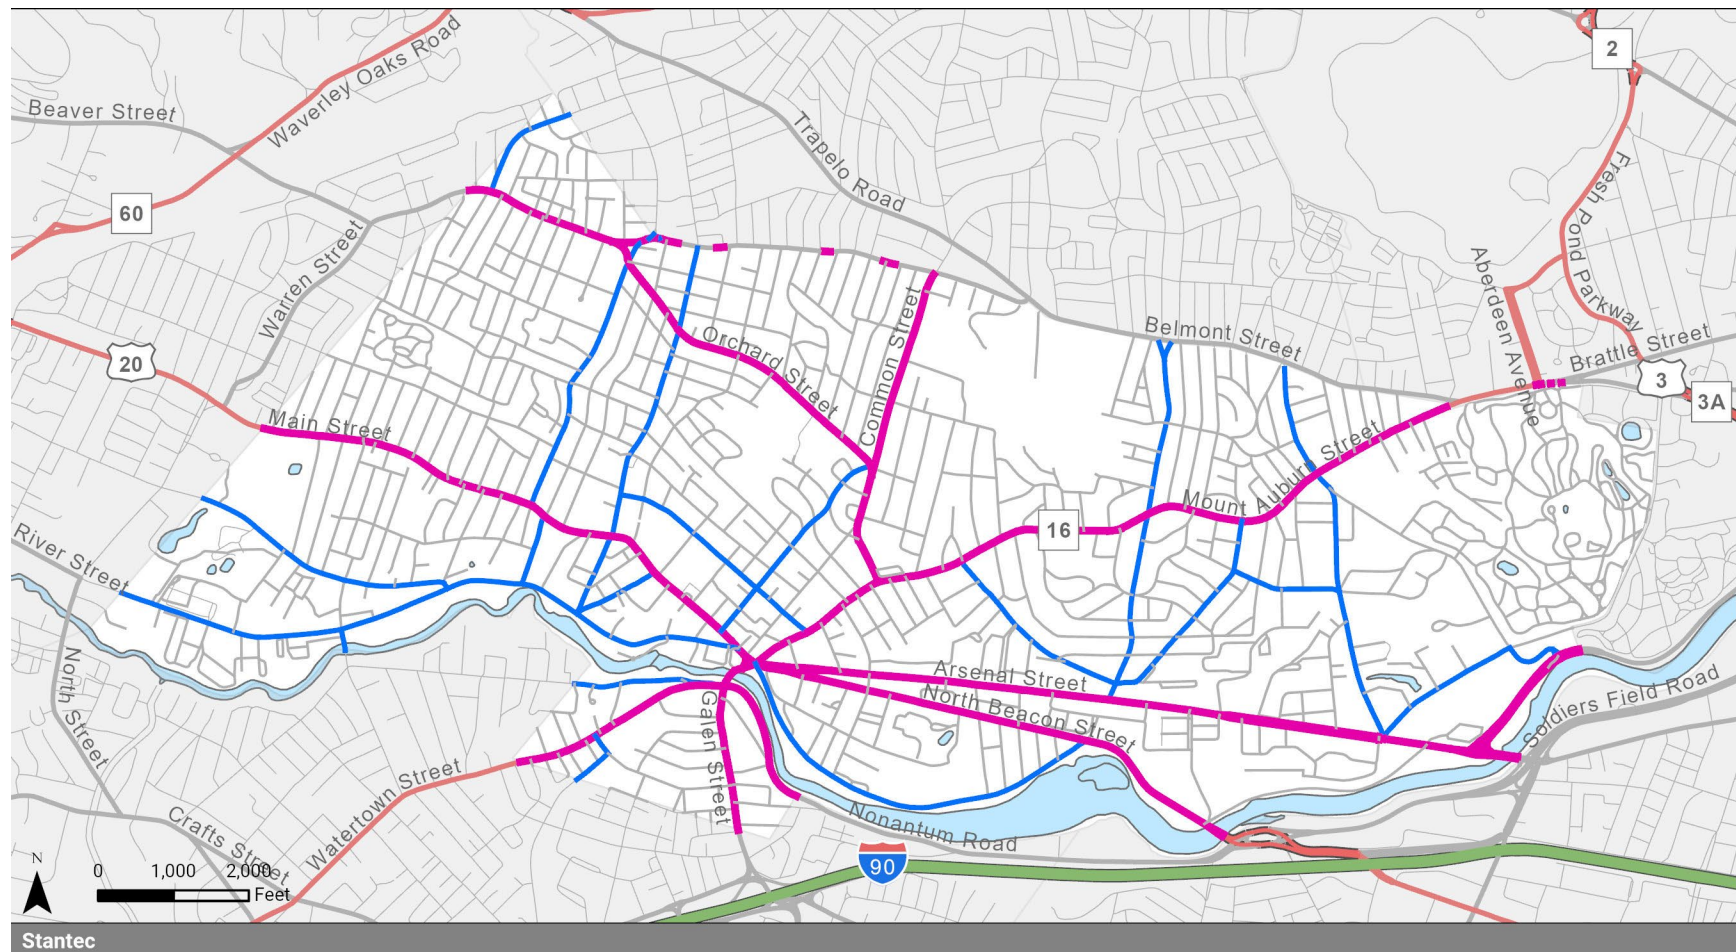 2
Waverley Oaks Road
Beaver Street
Trapelo Road
Fresh Pond Parkway
60
Warren Street
Aberdeen Avenue
Belmont Street
Brattle Street
Orchard Street
Common Street
20
3
3A
Main Street
Mount Auburn Street
16
River Street
North Street
Arsenal Street
North Beacon Street
Galen Street
Soldiers Field Road
Watertown Street
Crafts Street
Nonantum Road
90
N
0 1,000 2,000
Feet
Stantec